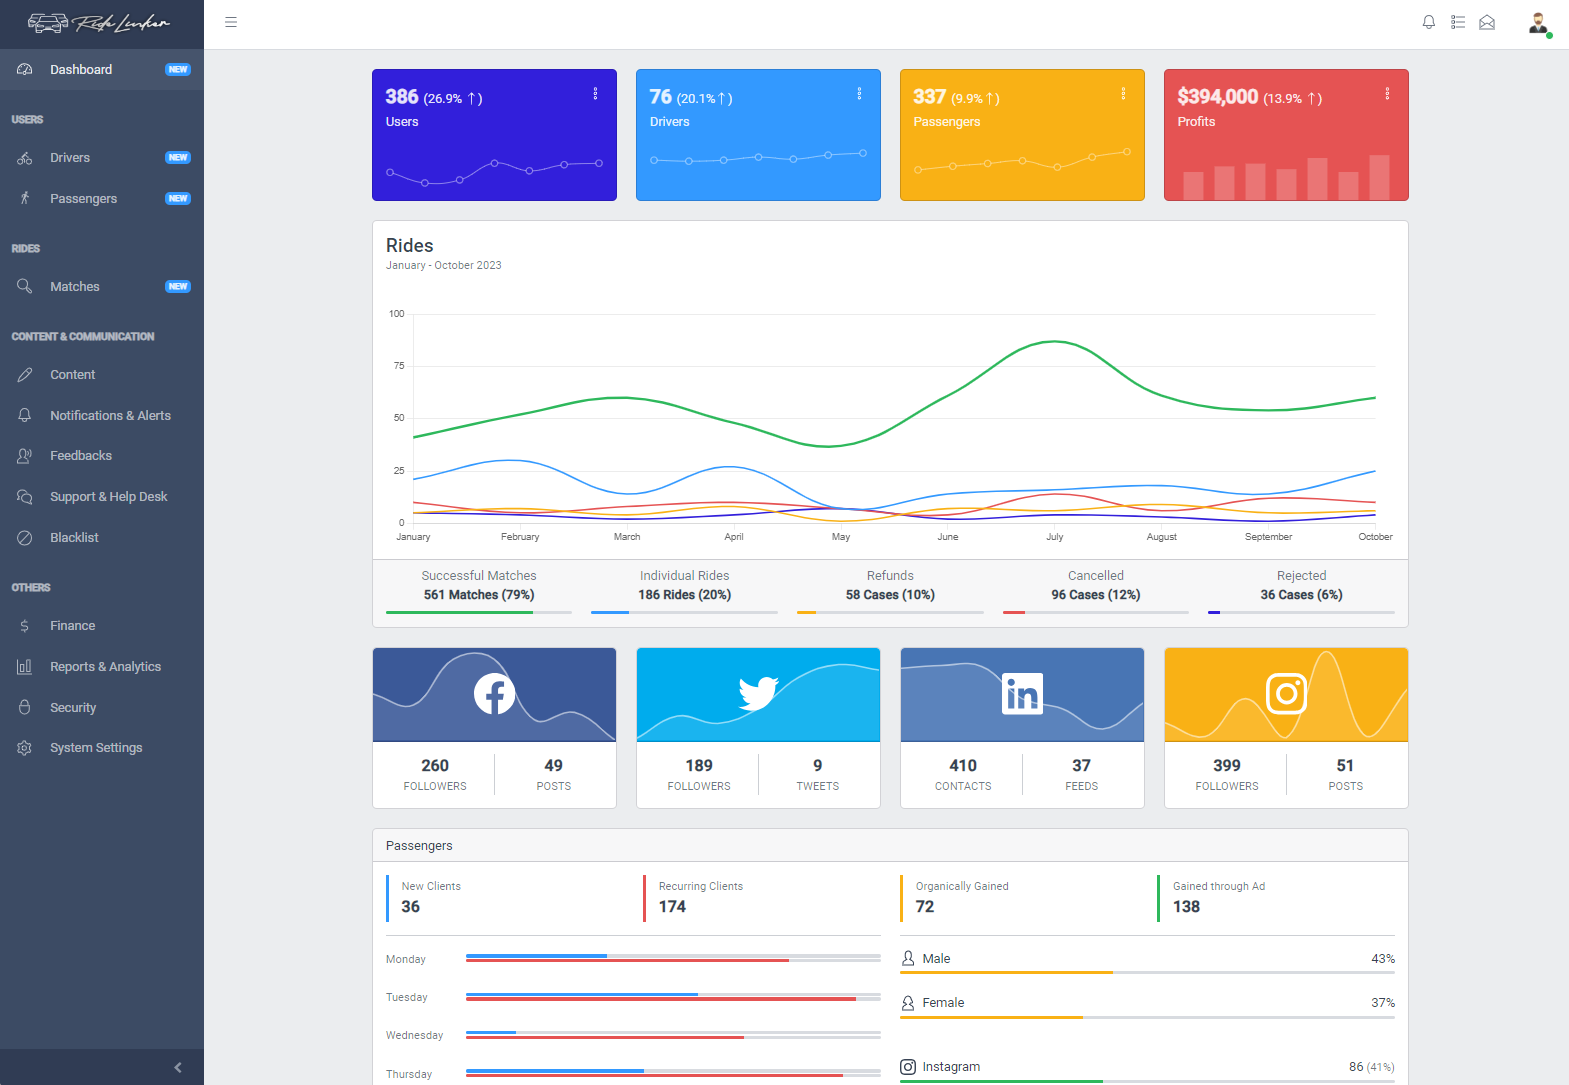 Ride Linker
Dashboard NEW
USERS
Drivers NEW
Passengers NEW
RIDES
Matches NEW
CONTENT & COMMUNICATION
Content
Notifications & Alerts
Feedbacks
Support & Help Desk
Blacklist
OTHERS
Finance
Reports & Analytics
Security
System Settings
386 (26.9% ↑)
Users
76 (20.1% ↑)
Drivers
337 (9.9% ↑)
Passengers
$394,000 (13.9% ↑)
Profits
Rides
January - October 2023
100
75
50
25
0
January February March April May June July August September October
Successful Matches
561 Matches (79%)
Individual Rides
186 Rides (20%)
Refunds
58 Cases (10%)
Cancelled
96 Cases (12%)
Rejected
36 Cases (6%)
260
FOLLOWERS
49
POSTS
189
FOLLOWERS
9
TWEETS
in
410
CONTACTS
37
FEEDS
399
FOLLOWERS
51
POSTS
Passengers
New Clients
36
Recurring Clients
174
Organically Gained
72
Gained through Ad
138
Monday
Tuesday
Wednesday
Thursday
Male 43%
Female 37%
Instagram 86 (41%)